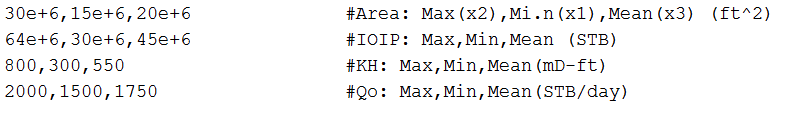 30e+6,15e+6,20e+6 #Area: Max(x2),Mi.n(x1),Mean(x3) (ft^2)
64e+6,30e+6,45e+6 #IOIP: Max,Min,Mean (STB)
800,300,550 #KH: Max,Min,Mean(mD-ft)
2000,1500,1750 #Qo: Max,Min,Mean(STB/day)